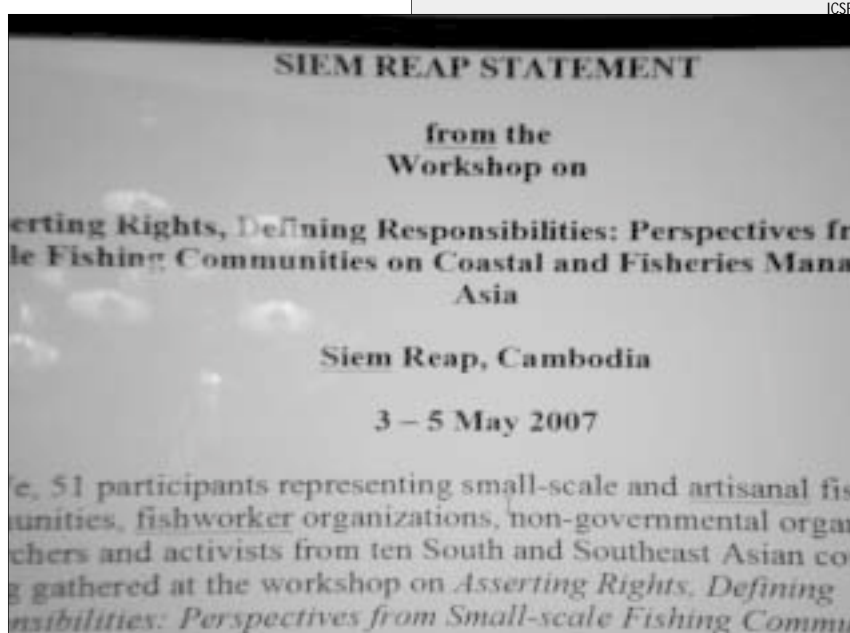 ICSF
SIEM REAP STATEMENT
from the
Workshop on
erting Rights, Defining Responsibilities: Perspectives fr
le Fishing Communities on Coastal and Fisheries Mana
Asia
Siem Reap, Cambodia
3 – 5 May 2007
e, 51 participants representing small-scale and artisanal fis
unities, fishworker organizations, non-governmental organ
chers and activists from ten South and Southeast Asian co
g gathered at the workshop on Asserting Rights, Defining
nsibilities: Perspectives from Small-scale Fishing Commu